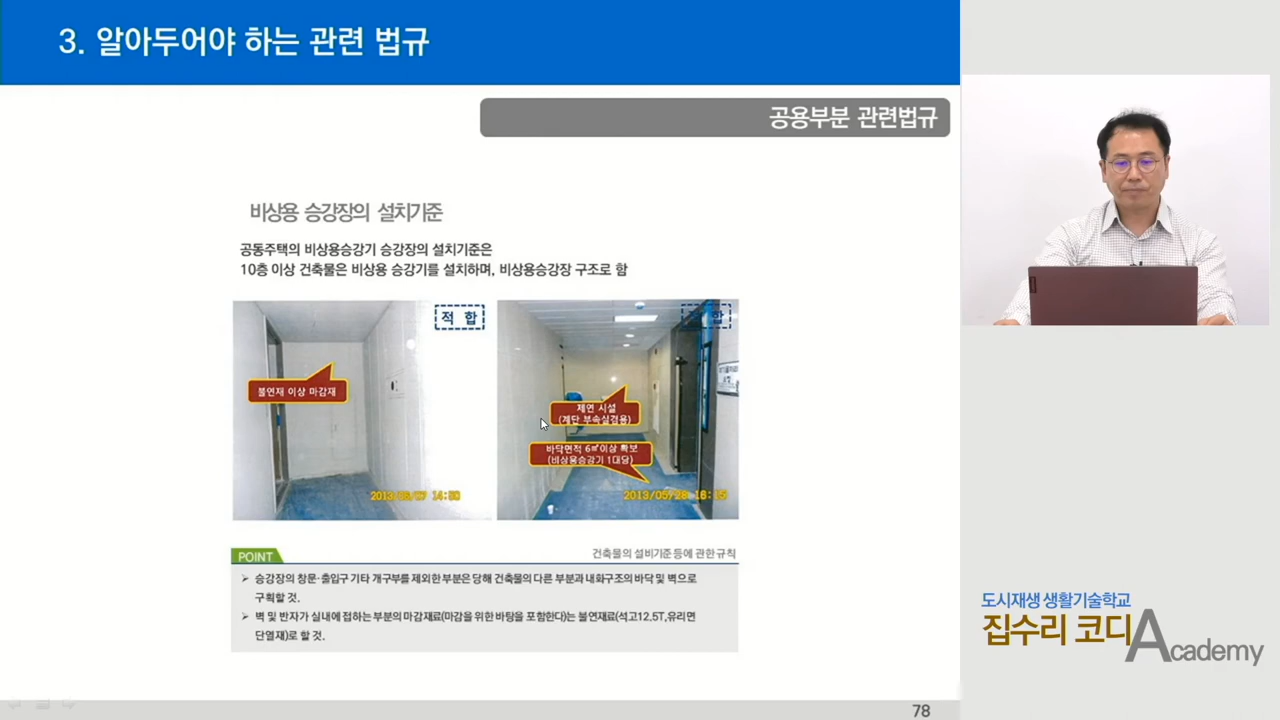 3. 알아두어야 하는 관련 법규
공용부분 관련법규
비상용 승강장의 설치기준
공동주택의 비상용승강기 승강장의 설치기준은
10층 이상 건축물은 비상용 승강기를 설치하며, 비상용승강장 구조로 함
적 합
불연재 이상 마감재
합
제연 시설
(계단 부속실겸용)
바닥면적 6㎡이상 확보
(비상용승강기 1대당)
14:50
2013/05/28 16:15
POINT
건축물의 설비기준 등에 관한 규칙
➢ 승강장의 창문·출입구 기타 개구부를 제외한 부분은 당해 건축물의 다른 부분과 내화구조의 바닥 및 벽으로
구획할 것.
➢ 벽 및 반자가 실내에 접하는 부분의 마감재료(마감을 위한 바탕을 포함한다)는 불연재료(석고12.5T,유리면
단열재)로 할 것.
78
도시재생 생활기술학교
집수리 코디 Academy